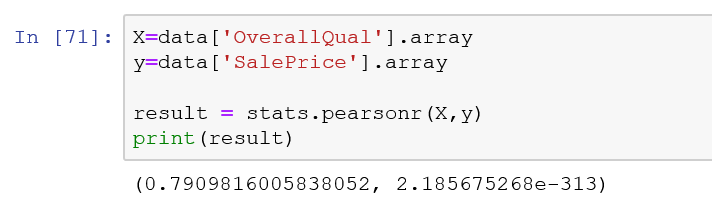 In [71]: X=data['OverallQual'].array
y=data['SalePrice'].array
result = stats.pearsonr(X,y)
print(result)
(0.7909816005838052, 2.185675268e-313)